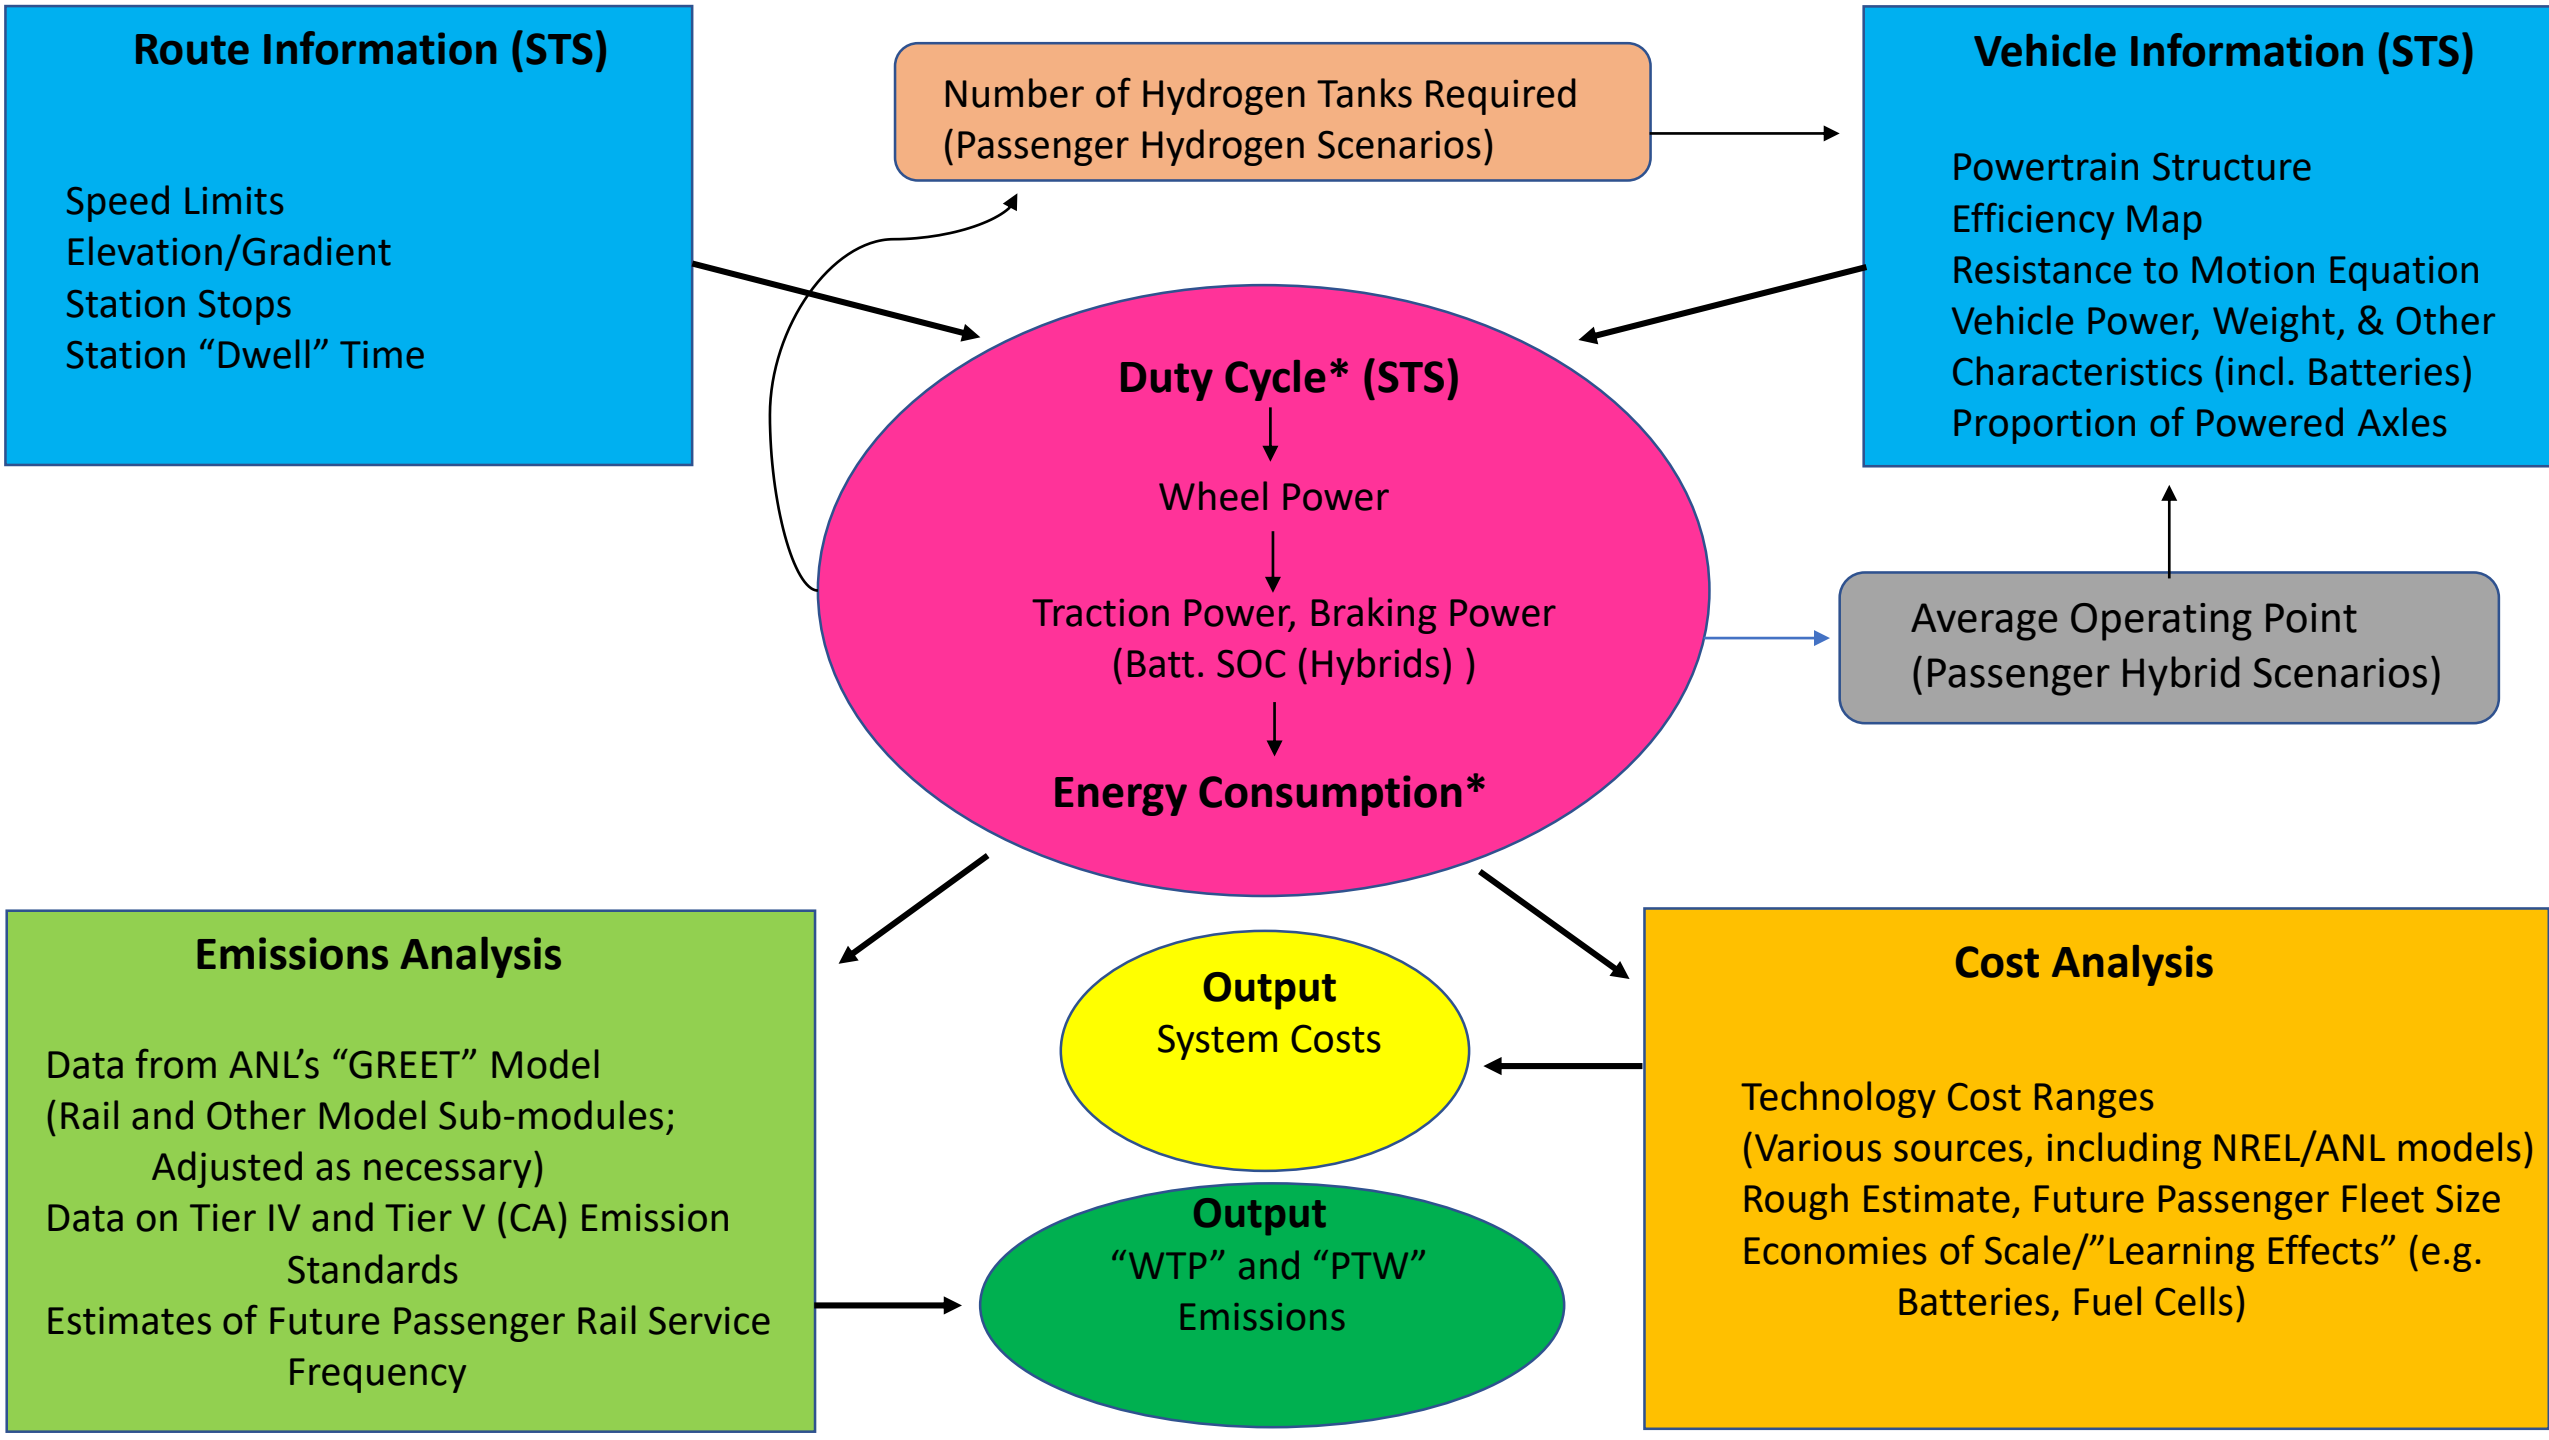 Route Information (STS)
Speed Limits
Elevation/Gradient
Station Stops
Station “Dwell” Time
Number of Hydrogen Tanks Required
(Passenger Hydrogen Scenarios)
Vehicle Information (STS)
Powertrain Structure
Efficiency Map
Resistance to Motion Equation
Vehicle Power, Weight, & Other
Characteristics (incl. Batteries)
Proportion of Powered Axles
Duty Cycle* (STS)
Wheel Power
Traction Power, Braking Power
(Batt. SOC (Hybrids) )
Energy Consumption*
Average Operating Point
(Passenger Hybrid Scenarios)
Emissions Analysis
Data from ANL’s “GREET” Model
(Rail and Other Model Sub-modules;
Adjusted as necessary)
Data on Tier IV and Tier V (CA) Emission
Standards
Estimates of Future Passenger Rail Service
Frequency
Output
System Costs
Output
“WTP” and “PTW”
Emissions
Cost Analysis
Technology Cost Ranges
(Various sources, including NREL/ANL models)
Rough Estimate, Future Passenger Fleet Size
Economies of Scale/”Learning Effects” (e.g.
Batteries, Fuel Cells)